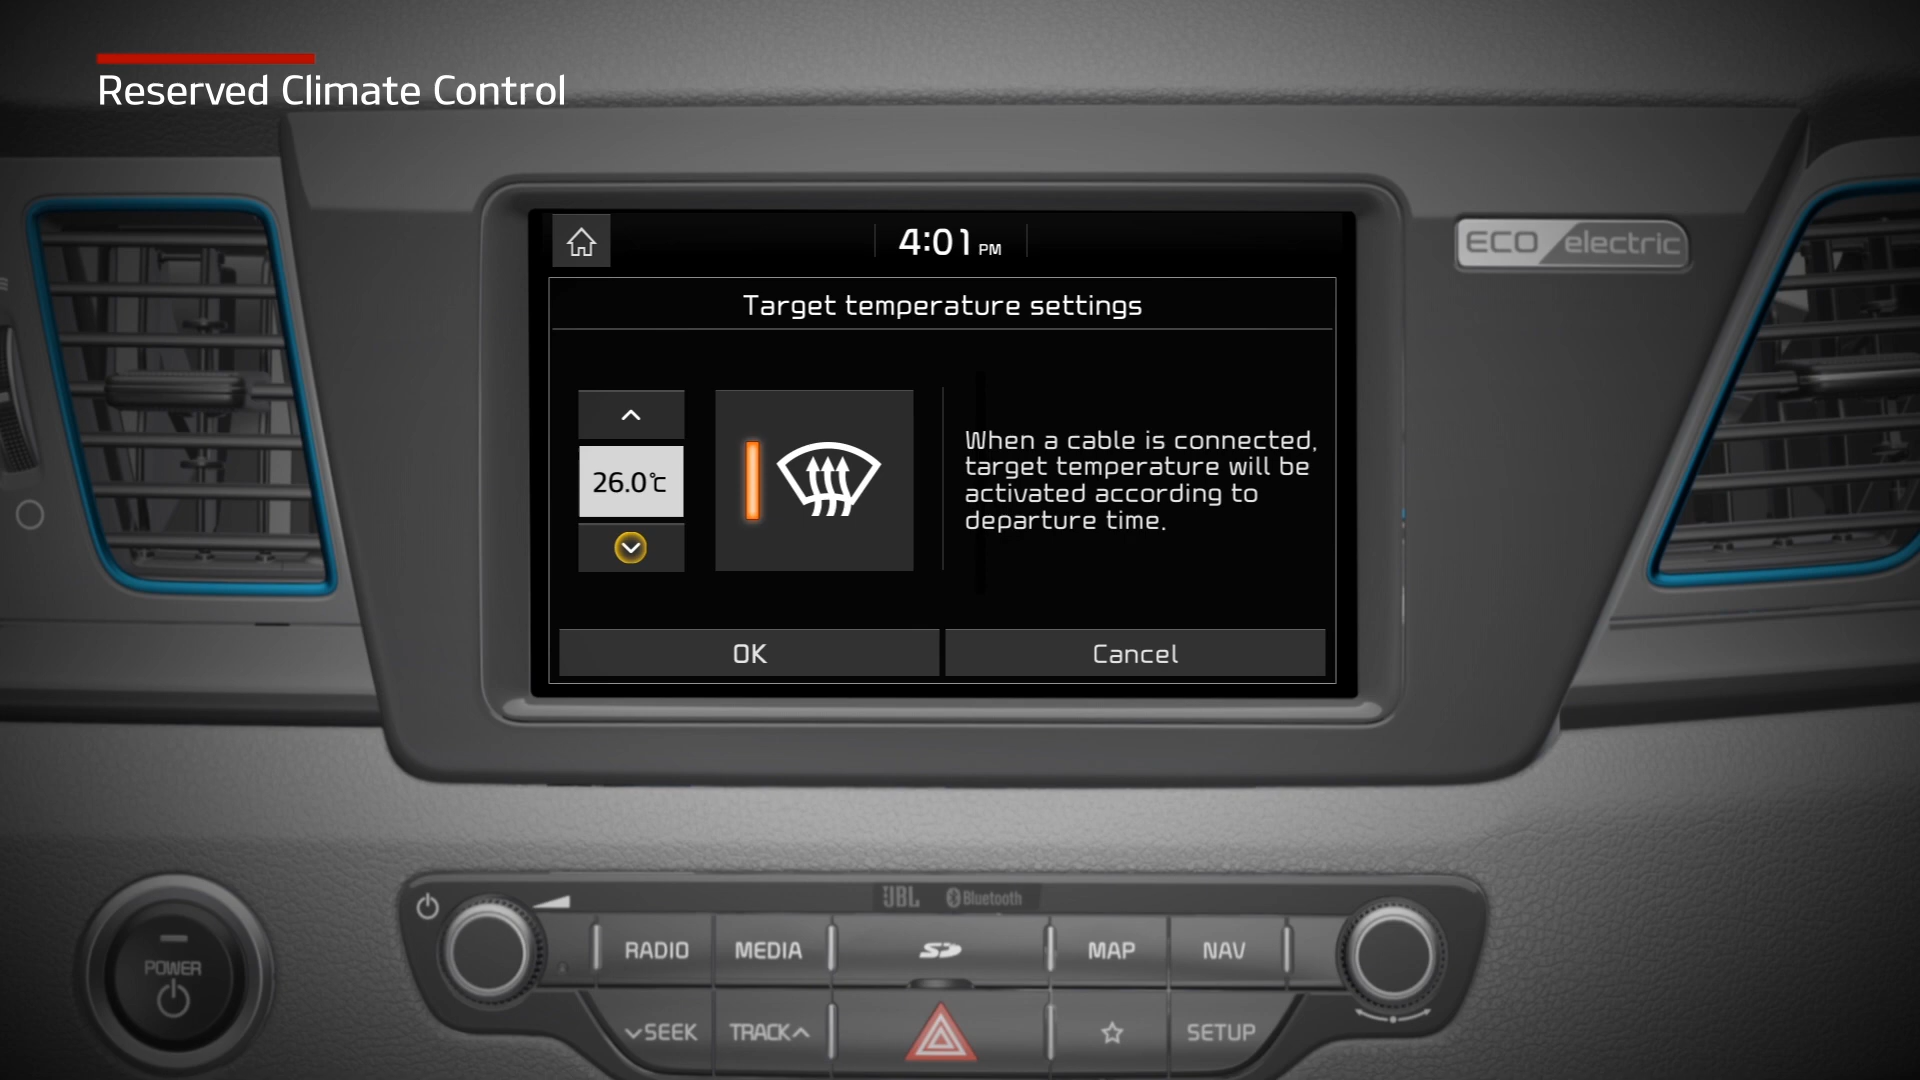 Reserved Climate Control
4:01 PM
ECO electric
Target temperature settings
26.0℃
When a cable is connected,
target temperature will be
activated according to
departure time.
OK
Cancel
JBL Bluetooth
RADIO MEDIA SD MAP NAV
POWER
SEEK TRACK SETUP